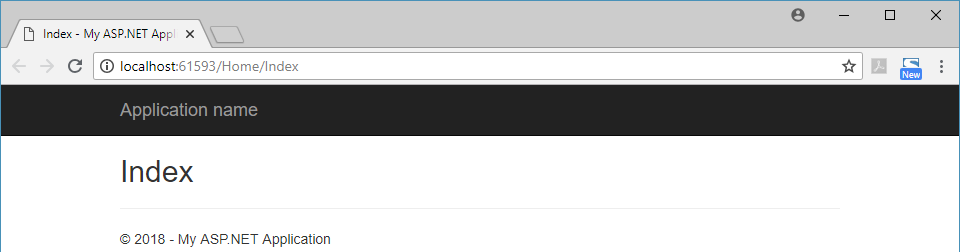 Index - My ASP.NET Appl
localhost:61593/Home/Index
New
Application name
Index
© 2018 - My ASP.NET Application